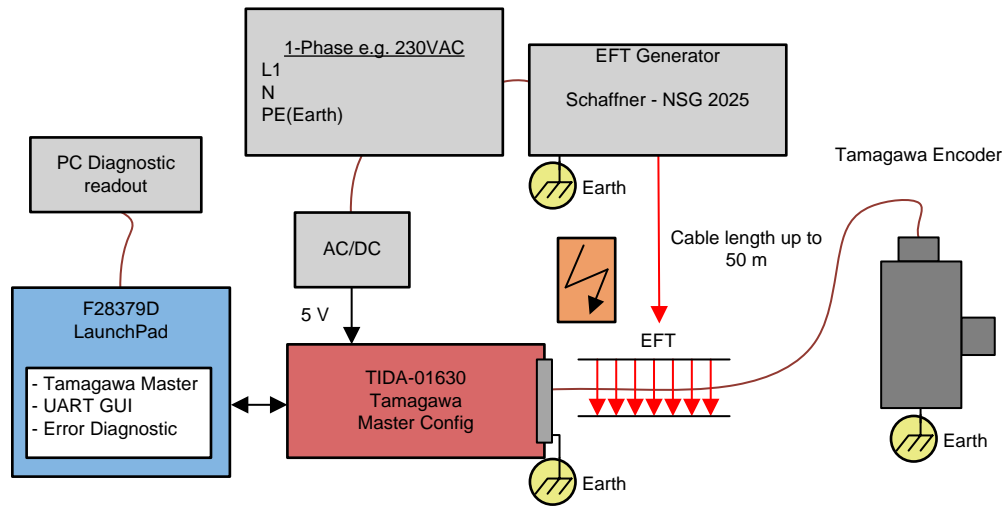 1-Phase e.g. 230VAC
L1
N
PE(Earth)
EFT Generator
Schaffner - NSG 2025
PC Diagnostic
readout
Earth
Tamagawa Encoder
AC/DC
Cable length up to
50 m
F28379D
LaunchPad
5 V
EFT
- Tamagawa Master
- UART GUI
- Error Diagnostic
TIDA-01630
Tamagawa
Master Config
Earth
Earth